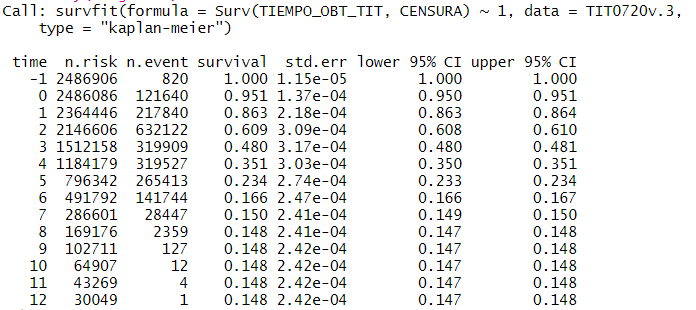 Call: survfit(formula = Surv(TIEMPO_OBT_TIT, CENSURA) ~ 1, data = TIT0720v.3,
    type = "kaplan-meier")
 time n.risk n.event survival  std.err lower 95% CI upper 95% CI
   -1 2486906     820    1.000 1.15e-05        1.000        1.000
    0 2486086  121640    0.951 1.37e-04        0.950        0.951
    1 2364446  217840    0.863 2.18e-04        0.863        0.864
    2 2146606  632122    0.609 3.09e-04        0.608        0.610
    3 1512158  319909    0.480 3.17e-04        0.480        0.481
    4 1184179  319527    0.351 3.03e-04        0.350        0.351
    5  796342  265413    0.234 2.74e-04        0.233        0.234
    6  491792  141744    0.166 2.47e-04        0.166        0.167
    7  286601   28447    0.150 2.41e-04        0.149        0.150
    8  169176    2359    0.148 2.41e-04        0.147        0.148
    9  102711     127    0.148 2.42e-04        0.147        0.148
   10   64907      12    0.148 2.42e-04        0.147        0.148
   11   43269       4    0.148 2.42e-04        0.147        0.148
   12   30049       1    0.148 2.42e-04        0.147        0.148